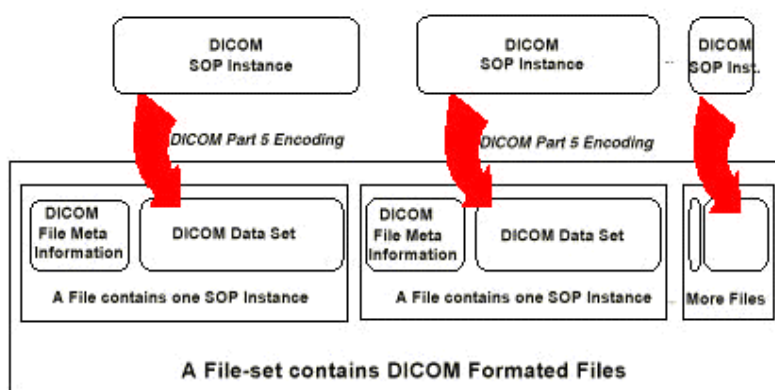 DICOM
SOP Instance
DICOM
SOP Instance
..
DICOM
SOP Inst.
DICOM Part 5 Encoding
DICOM Part 5 Encoding
DICOM
File Meta
Information
DICOM Data Set
A File contains one SOP Instance
DICOM
File Meta
Information
DICOM Data Set
A File contains one SOP Instance
..
More Files
A File-set contains DICOM Formated Files